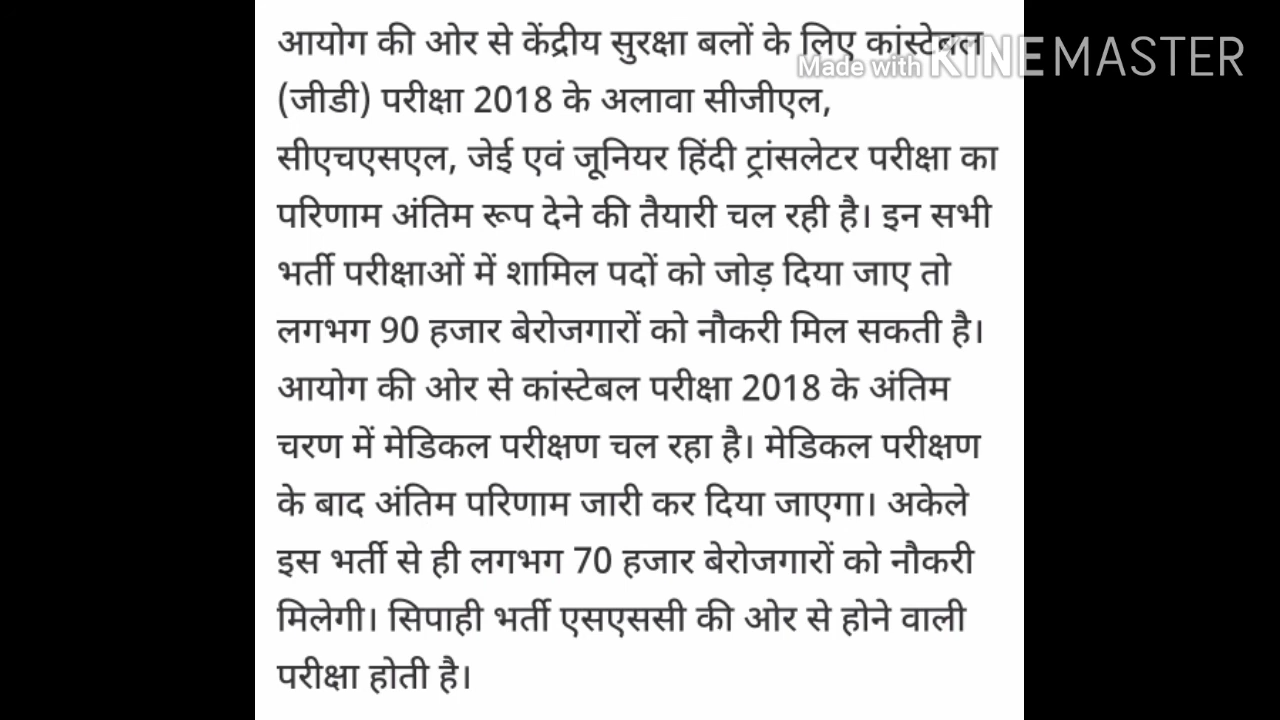 आयोग की ओर से केंद्रीय सुरक्षा बलों के लिए कांस्टेबल
Made with KINEMASTER
(जीडी) परीक्षा 2018 के अलावा सीजीएल,
सीएचएसएल, जेई एवं जूनियर हिंदी ट्रांसलेटर परीक्षा का
परिणाम अंतिम रूप देने की तैयारी चल रही है। इन सभी
भर्ती परीक्षाओं में शामिल पदों को जोड़ दिया जाए तो
लगभग 90 हजार बेरोजगारों को नौकरी मिल सकती है।
आयोग की ओर से कांस्टेबल परीक्षा 2018 के अंतिम
चरण में मेडिकल परीक्षण चल रहा है। मेडिकल परीक्षण
के बाद अंतिम परिणाम जारी कर दिया जाएगा। अकेले
इस भर्ती से ही लगभग 70 हजार बेरोजगारों को नौकरी
मिलेगी। सिपाही भर्ती एसएससी की ओर से होने वाली
परीक्षा होती है।